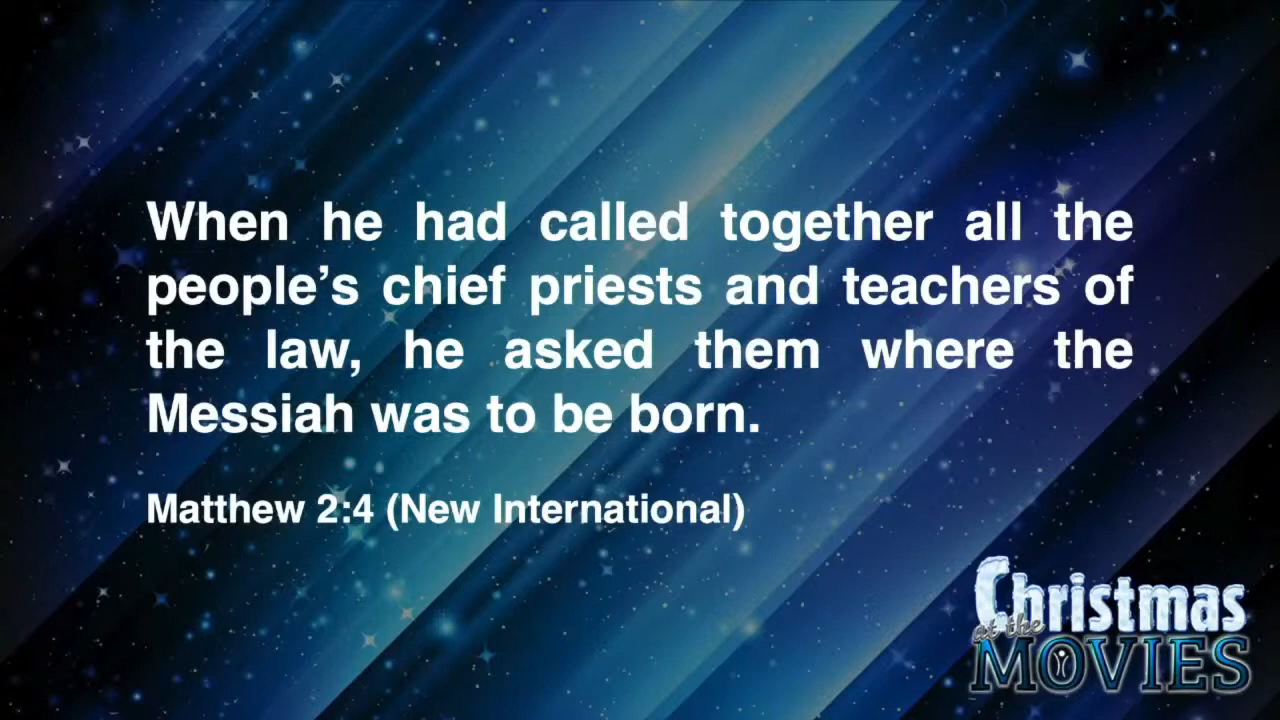 When he had called together all the
people’s chief priests and teachers of
the law, he asked them where the
Messiah was to be born.
Matthew 2:4 (New International)
Christmas
at the
MOVIES